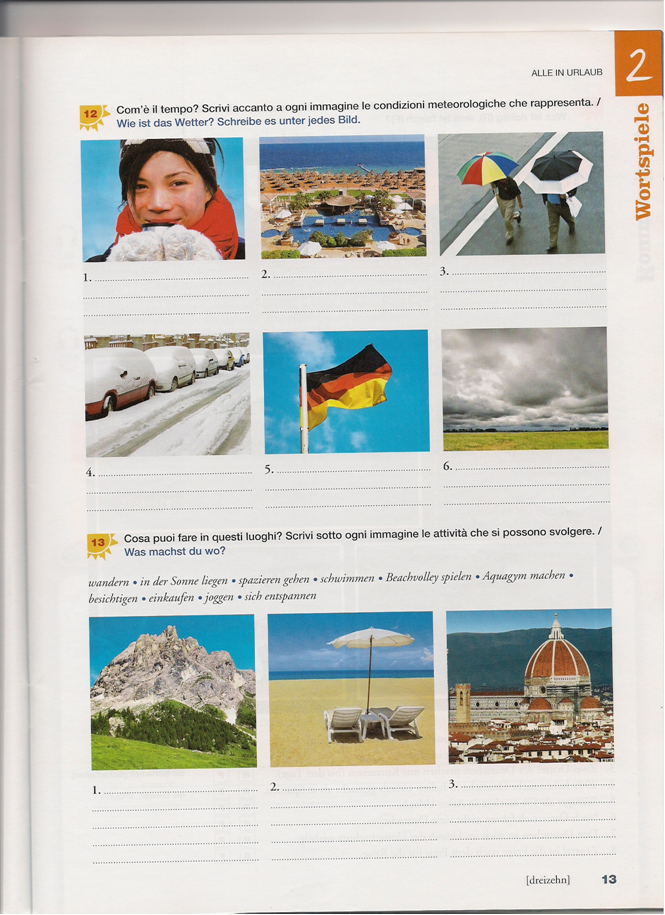 ALLE IN URLAUB
2
Wortspiele
12 Com'è il tempo? Scrivi accanto a ogni immagine le condizioni meteorologiche che rappresenta. /
Wie ist das Wetter? Schreibe es unter jedes Bild.
1.
2.
3.
4.
5.
6.
13 Cosa puoi fare in questi luoghi? Scrivi sotto ogni immagine le attività che si possono svolgere. /
Was machst du wo?
wandern • in der Sonne liegen • spazieren gehen • schwimmen • Beachvolley spielen • Aquagym machen •
besichtigen • einkaufen • joggen • sich entspannen
1.
2.
3.
[dreizehn] 13